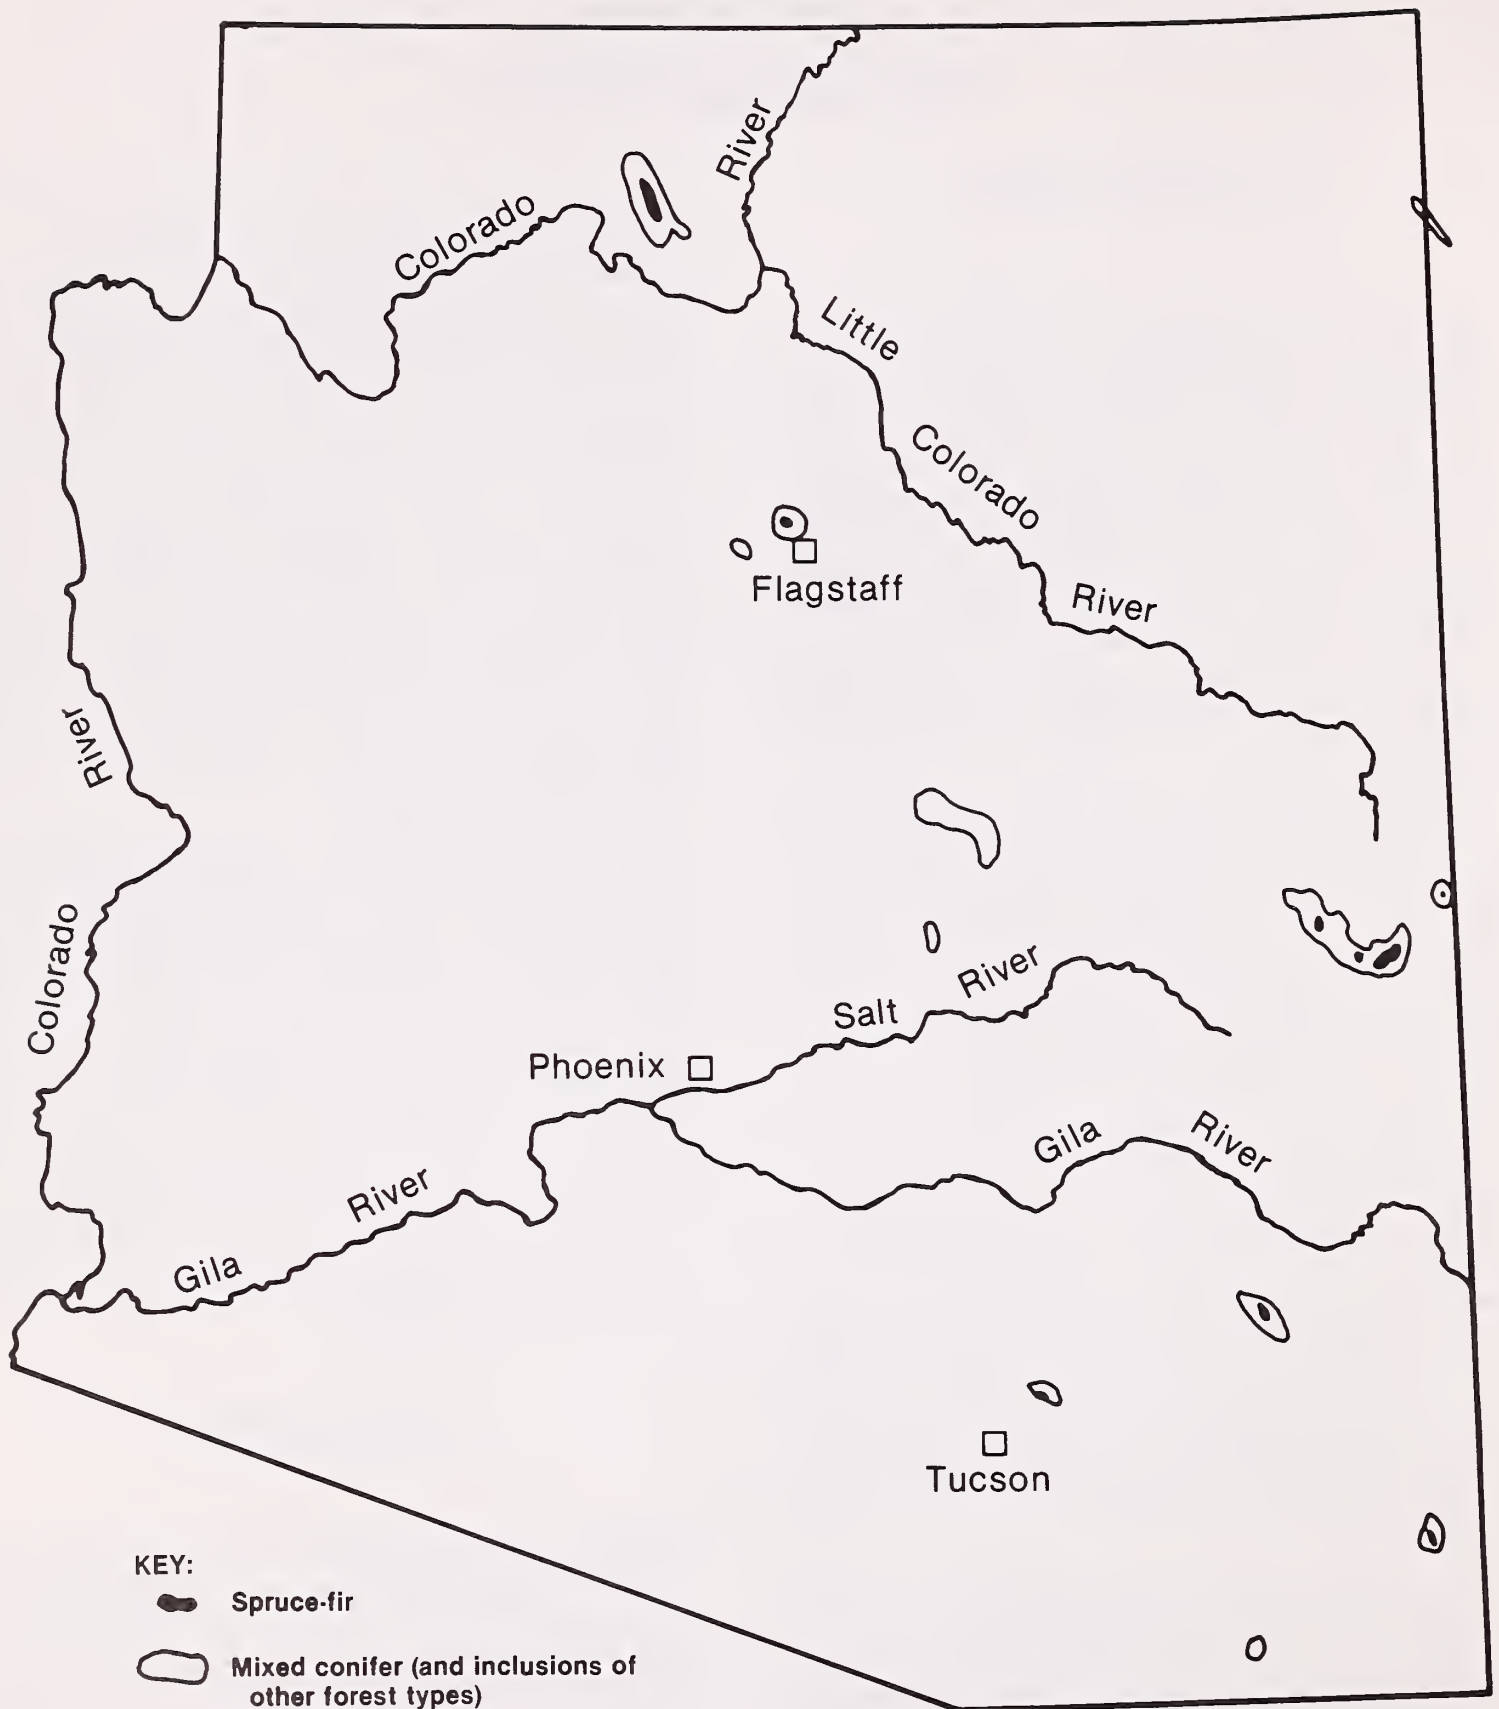 River
Colorado
Little
Colorado
River
Flagstaff
River
Colorado
River
Salt
Phoenix
Gila
River
River
Gila
Tucson
KEY:
Spruce-fir
Mixed conifer (and inclusions of
other forest types)